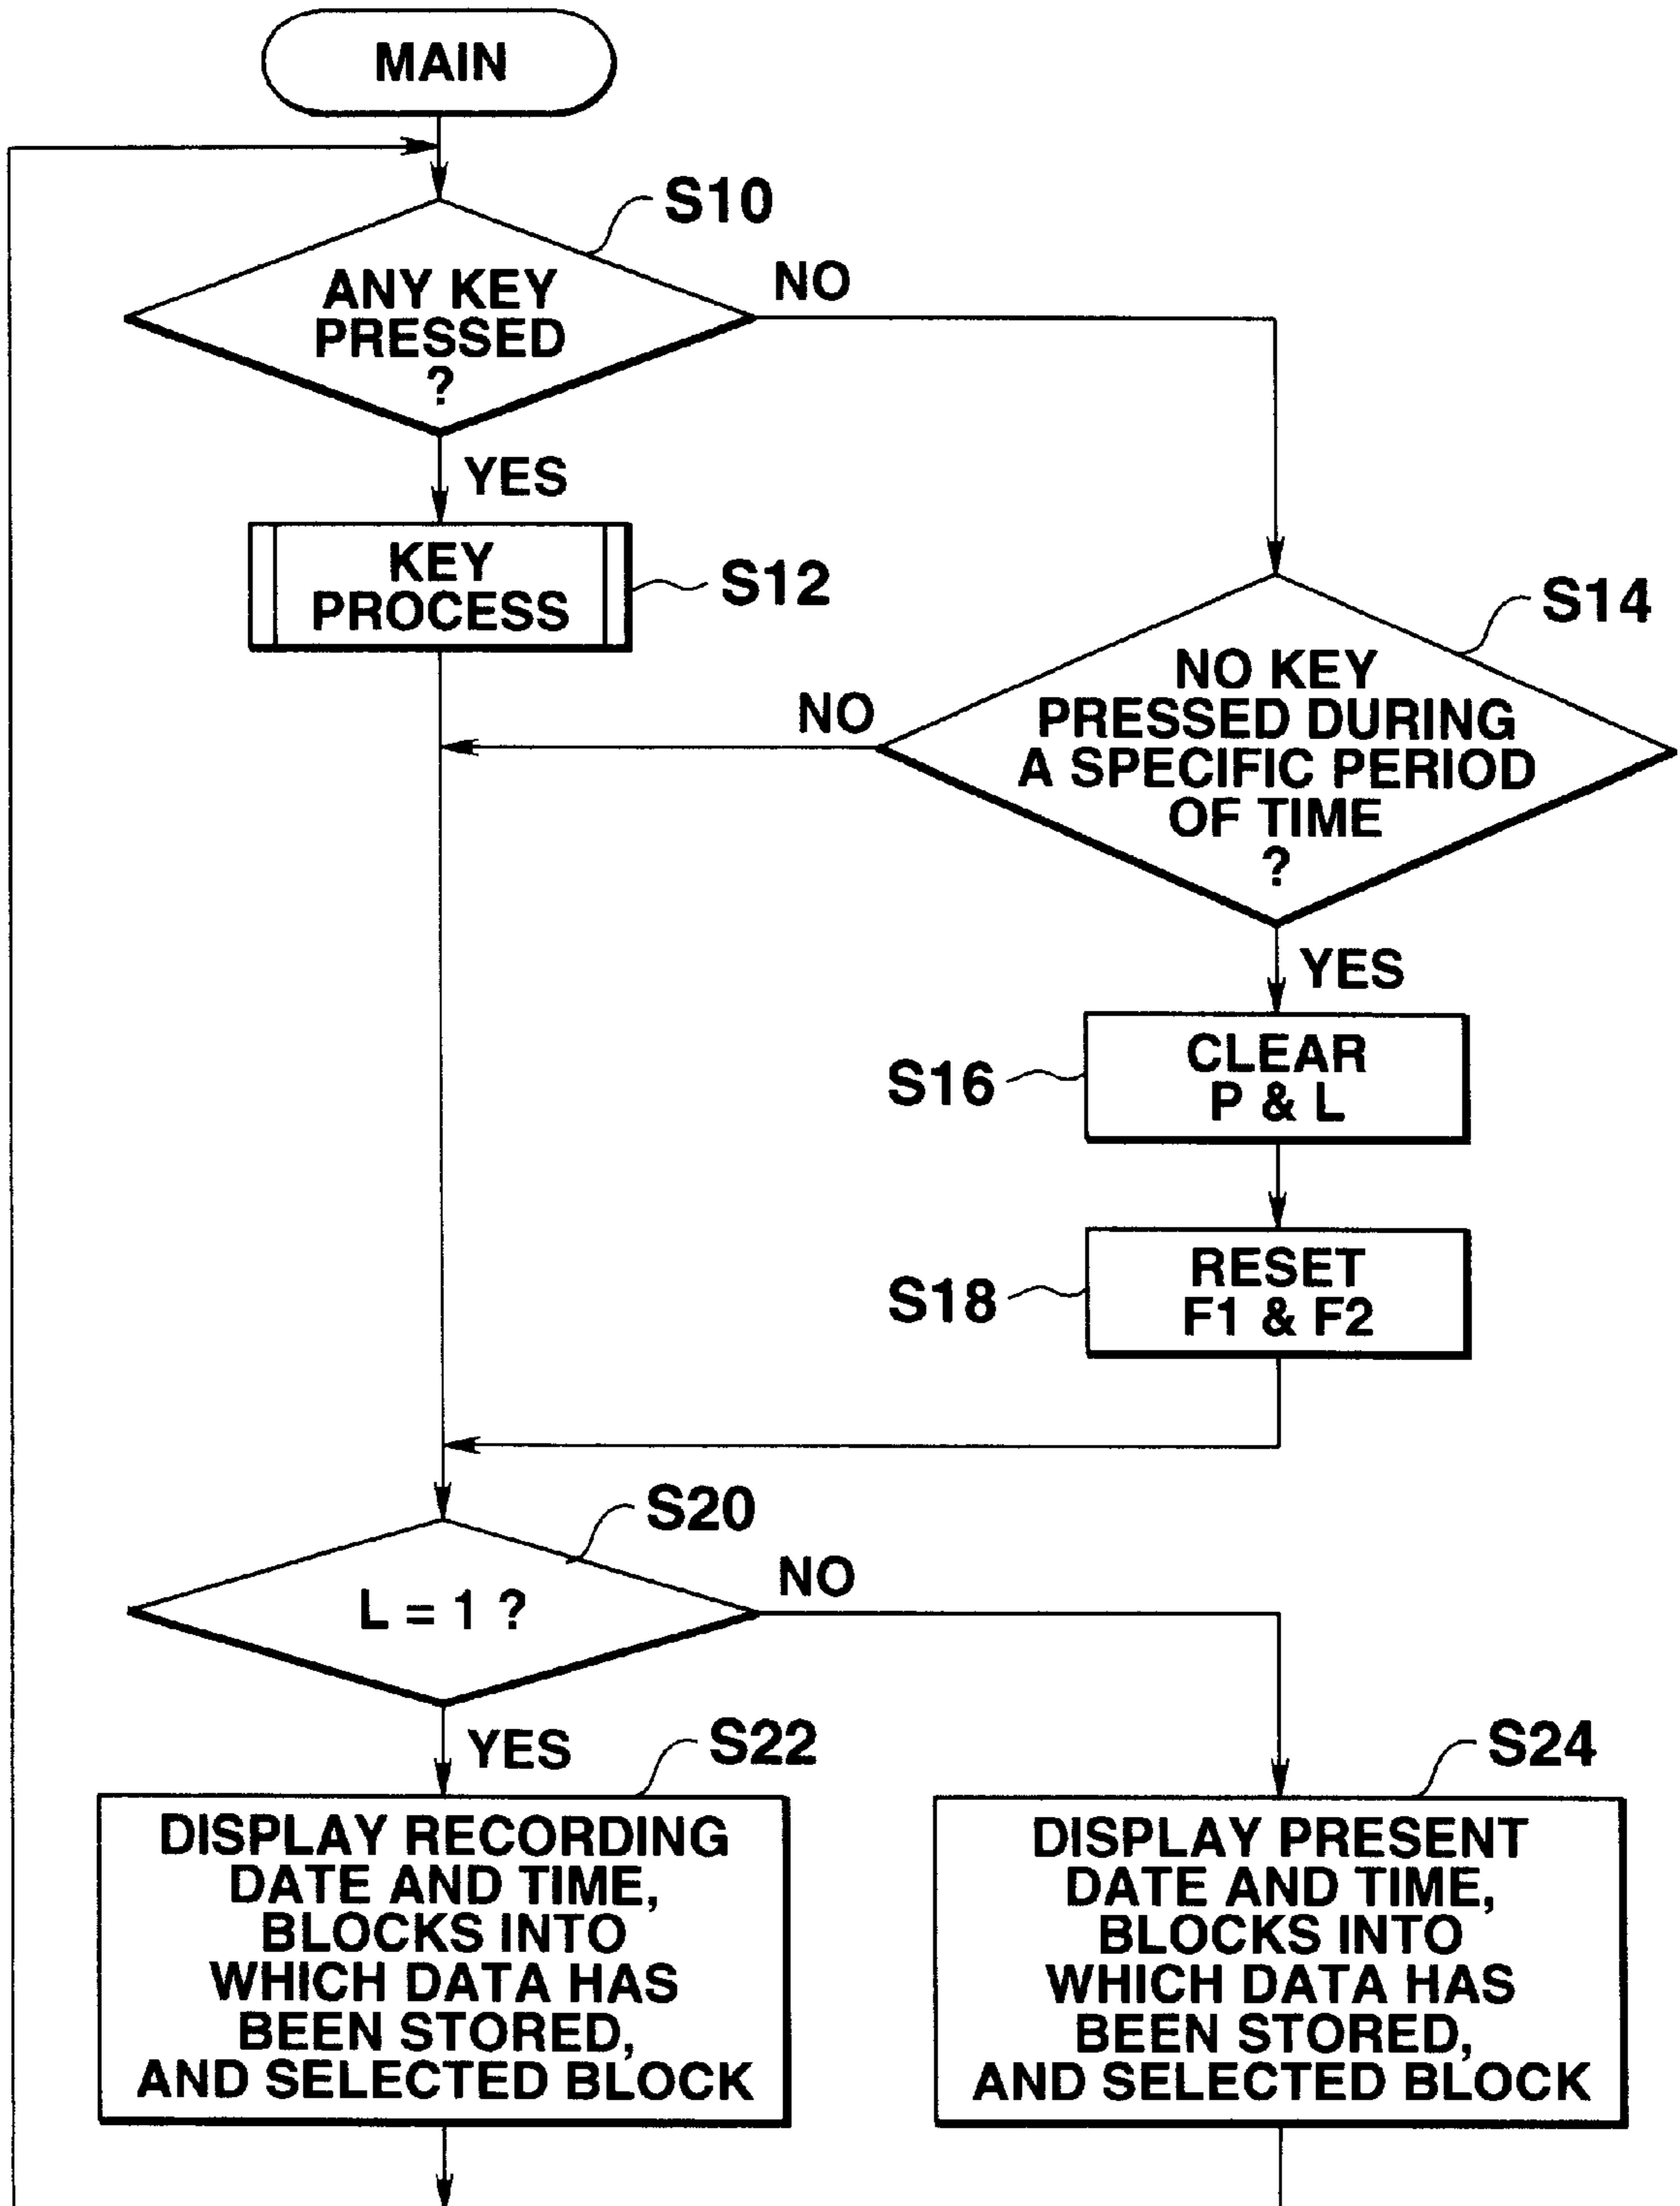 MAIN
S10
ANY KEY
PRESSED
?
NO
YES
KEY
PROCESS
S12
S14
NO KEY
PRESSED DURING
A SPECIFIC PERIOD
OF TIME
?
NO
YES
S16
CLEAR
P & L
S18
RESET
F1 & F2
S20
L = 1 ?
NO
YES
S22
DISPLAY RECORDING
DATE AND TIME,
BLOCKS INTO
WHICH DATA HAS
BEEN STORED,
AND SELECTED BLOCK
S24
DISPLAY PRESENT
DATE AND TIME,
BLOCKS INTO
WHICH DATA HAS
BEEN STORED,
AND SELECTED BLOCK